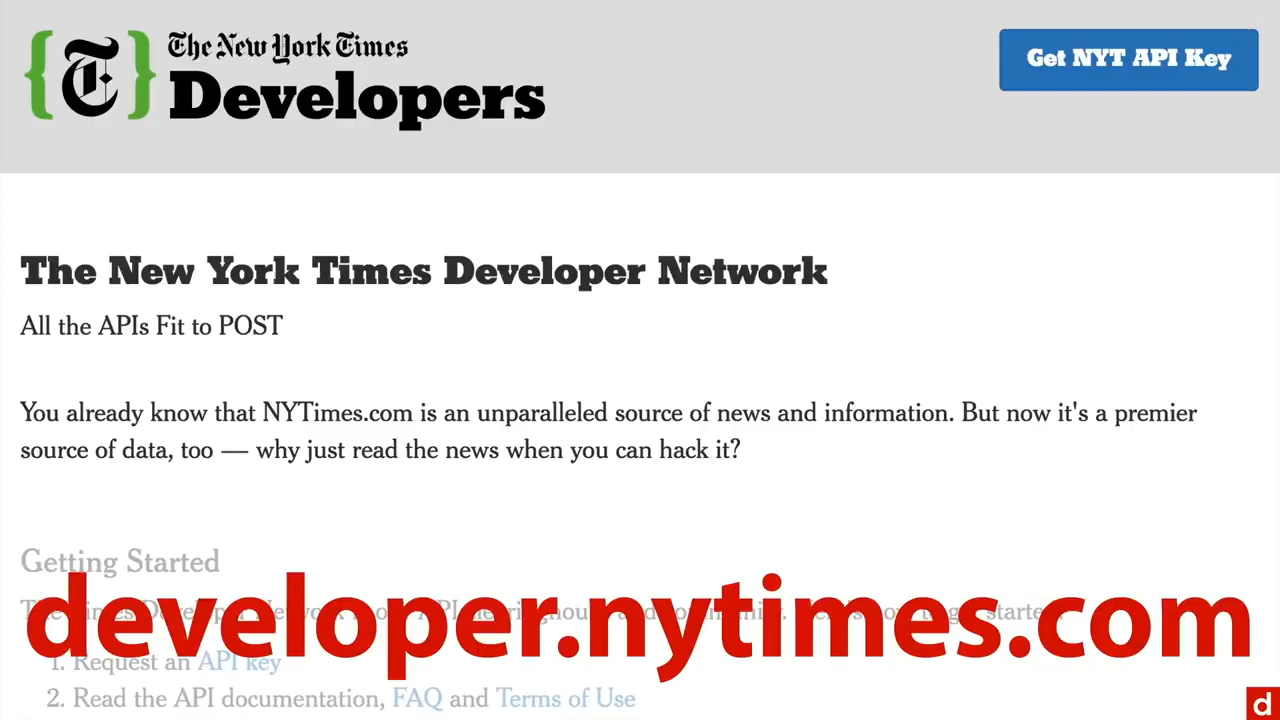 {T} The New York Times
Developers
Get NYT API Key
The New York Times Developer Network
All the APIs Fit to POST
You already know that NYTimes.com is an unparalleled source of news and information. But now it's a premier
source of data, too — why just read the news when you can hack it?
Getting Started
developer.nytimes.com
1. Request an API key
2. Read the API documentation, FAQ and Terms of Use
d